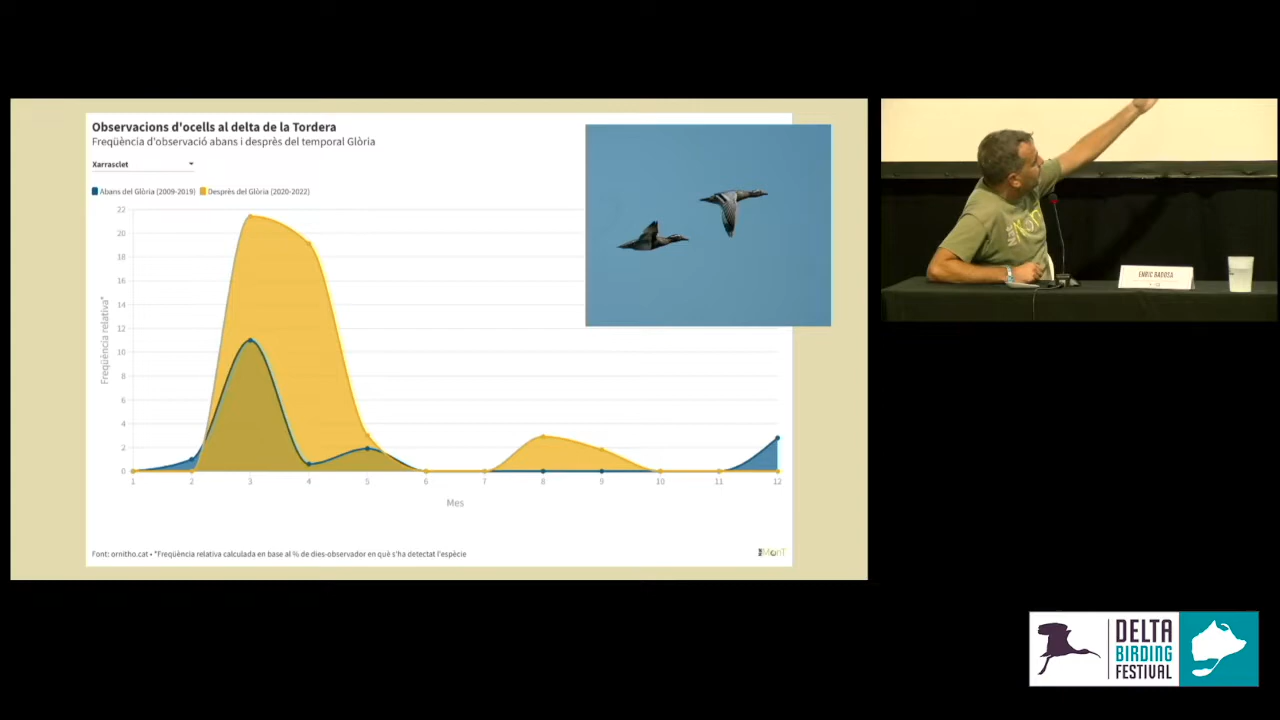 Observacions d'ocells al delta de la Tordera
Freqüència d'observació abans i desprès del temporal Glòria
Xarrasclet
Abans del Glòria (2009-2019) Desprès del Glòria (2020-2022)
22
20
18
16
14
12
10
8
6
4
2
0
Freqüència relativa*
1 2 3 4 5 6 7 8 9 10 11 12
Mes
Font: ornitho.cat • *Freqüència relativa calculada en base al % de dies-observador en què s'ha detectat l'espècie
MonT
ENRIC BADOSA
DELTA
BIRDING
FESTIVAL